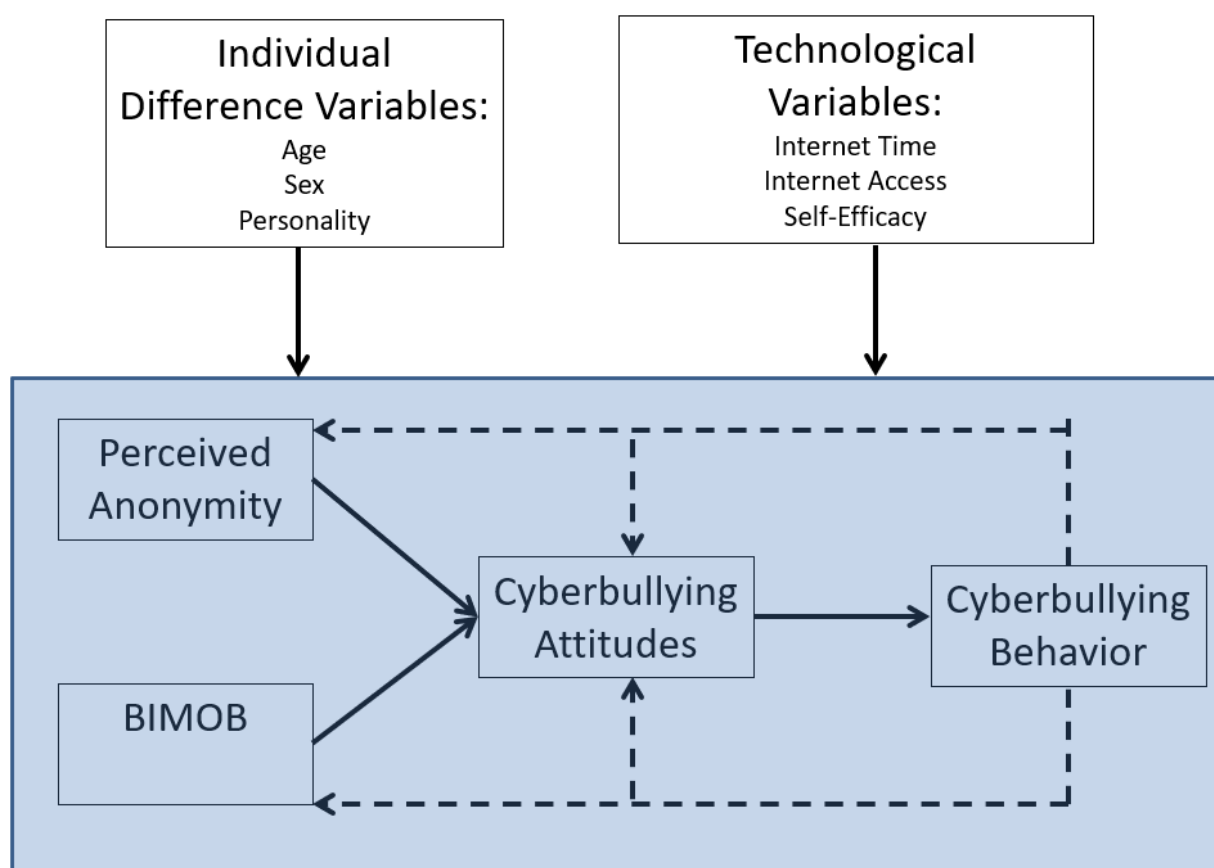 Individual
Difference Variables:
Age
Sex
Personality
Technological
Variables:
Internet Time
Internet Access
Self-Efficacy
Perceived
Anonymity
Cyberbullying
Attitudes
Cyberbullying
Behavior
BIMOB